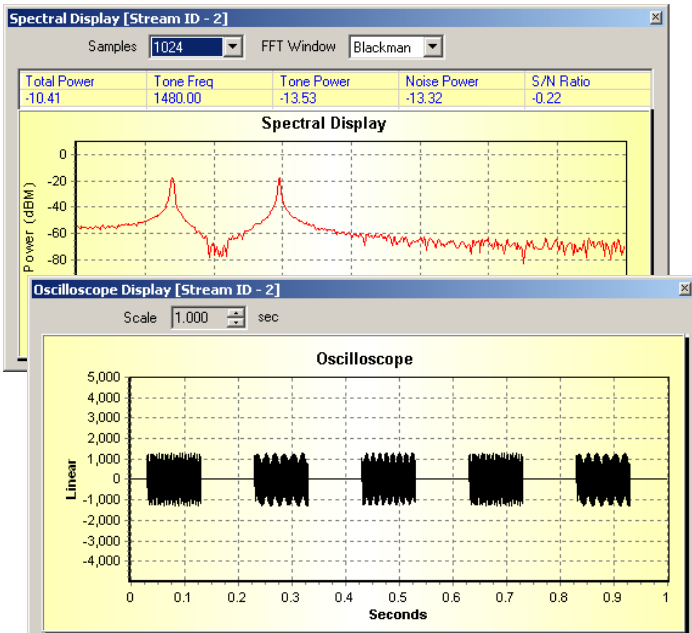 Spectral Display [Stream ID - 2]
Samples 1024 FFT Window Blackman
Total Power Tone Freq Tone Power Noise Power S/N Ratio
-10.41 1480.00 -13.53 -13.32 -0.22
Spectral Display
0
-20
-40
-60
-80
Power (dBM)
Oscilloscope Display [Stream ID - 2]
Scale 1.000 sec
Oscilloscope
5,000
4,000
3,000
2,000
1,000
0
-1,000
-2,000
-3,000
-4,000
Linear
0 0.1 0.2 0.3 0.4 0.5 0.6 0.7 0.8 0.9 1
Seconds